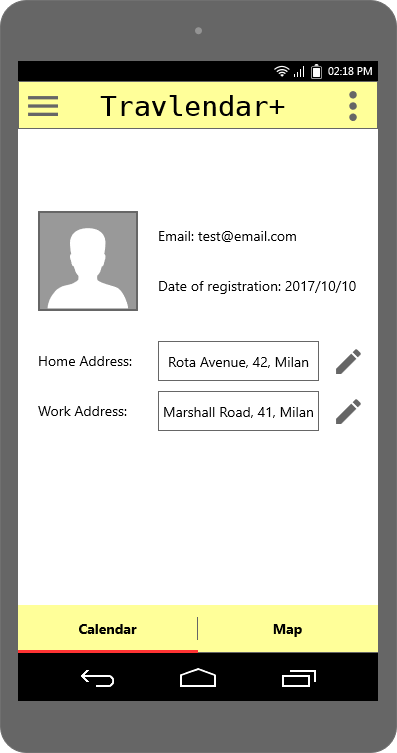 02:18 PM
Travlendar+
Email: test@email.com
Date of registration: 2017/10/10
Home Address: Rota Avenue, 42, Milan
Work Address: Marshall Road, 41, Milan
Calendar Map